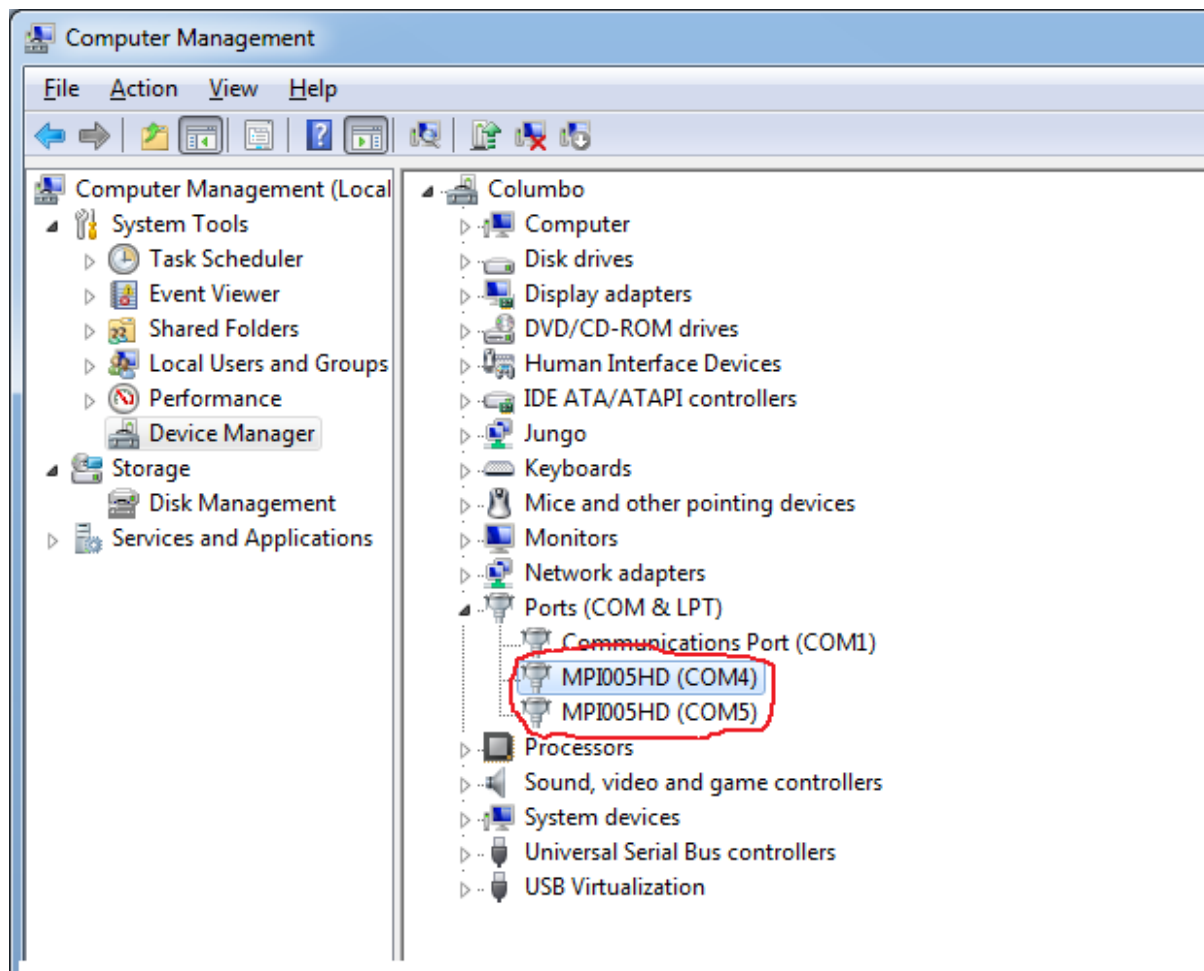 Computer Management
File Action View Help
Computer Management (Local
System Tools
Task Scheduler
Event Viewer
Shared Folders
Local Users and Groups
Performance
Device Manager
Storage
Disk Management
Services and Applications
Columbo
Computer
Disk drives
Display adapters
DVD/CD-ROM drives
Human Interface Devices
IDE ATA/ATAPI controllers
Jungo
Keyboards
Mice and other pointing devices
Monitors
Network adapters
Ports (COM & LPT)
Communications Port (COM1)
MPI005HD (COM4)
MPI005HD (COM5)
Processors
Sound, video and game controllers
System devices
Universal Serial Bus controllers
USB Virtualization